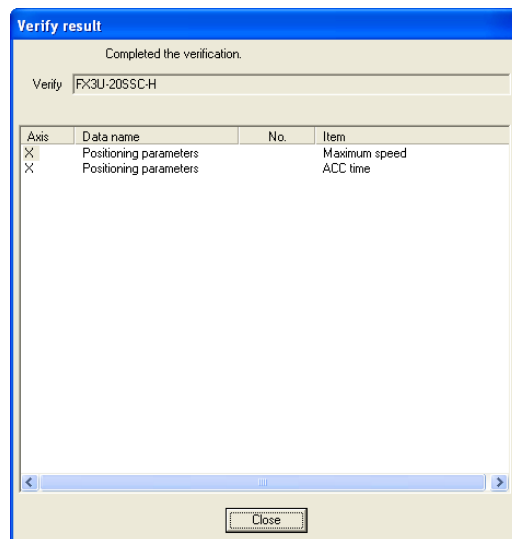 Verify result
Completed the verification.
Verify FX3U-20SSC-H
Axis Data name No. Item
X Positioning parameters Maximum speed
X Positioning parameters ACC time
Close